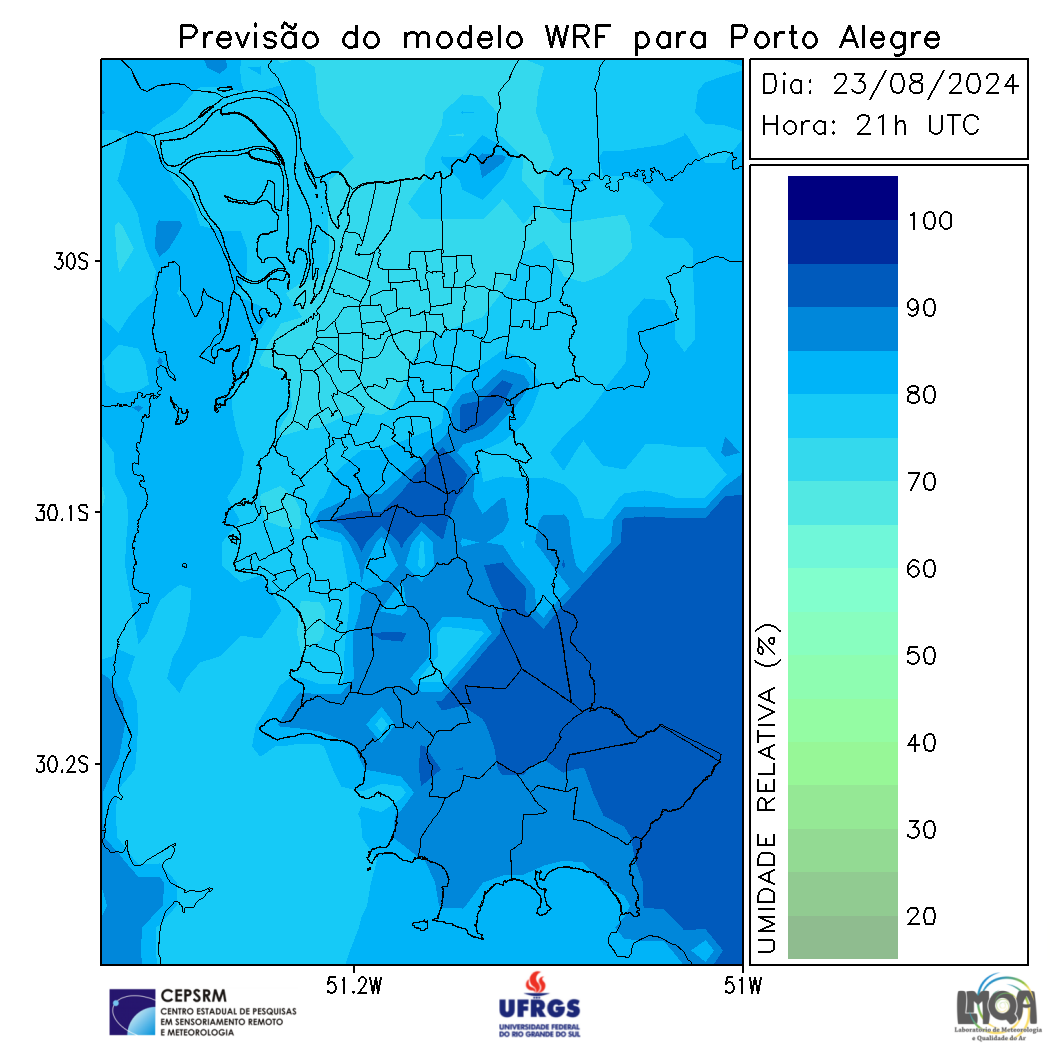 Previsão do modelo WRF para Porto Alegre
Dia: 23/08/2024
Hora: 21h UTC
30S
30.1S
30.2S
51.2W
51W
100
90
80
70
60
50
40
30
20
UMIDADE RELATIVA (%)
CEPSRM
CENTRO ESTADUAL DE PESQUISAS
EM SENSORIAMENTO REMOTO
E METEOROLOGIA
UFRGS
UNIVERSIDADE FEDERAL
DO RIO GRANDE DO SUL
LMQA
Laboratório de Meteorologia
e Qualidade do Ar